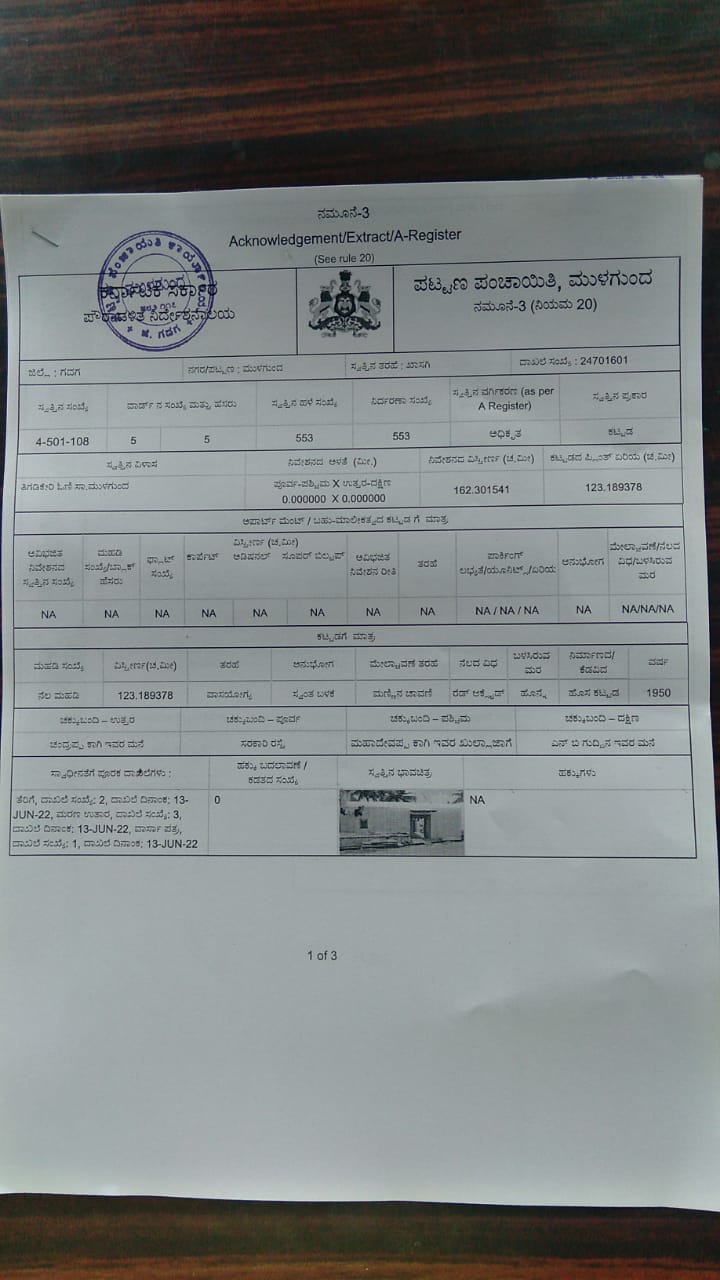 ನಮೂನೆ-3
Acknowledgement/Extract/A-Register
(See rule 20)
ಕರ್ನಾಟಕ ಸರ್ಕಾರ
ಪೌರಾಡಳಿತ ನಿರ್ದೇಶನಾಲಯ
ಪಟ್ಟಣ ಪಂಚಾಯಿತಿ, ಮುಳಗುಂದ
ನಮೂನೆ-3 (ನಿಯಮ 20)
ಜಿಲ್ಲೆ : ಗದಗ ನಗರ/ಪಟ್ಟಣ : ಮುಳಗುಂದ ಸ್ವತ್ತಿನ ತರಹೆ : ಖಾಸಗಿ ದಾಖಲೆ ಸಂಖ್ಯೆ : 24701601
ಸ್ವತ್ತಿನ ಸಂಖ್ಯೆ ವಾರ್ಡ್ ನ ಸಂಖ್ಯೆ ಮತ್ತು ಹೆಸರು ಸ್ವತ್ತಿನ ಹಳೆ ಸಂಖ್ಯೆ ನಿರ್ದರಣಾ ಸಂಖ್ಯೆ ಸ್ವತ್ತಿನ ವರ್ಗಿಕರಣ (as per A Register) ಸ್ವತ್ತಿನ ಪ್ರಕಾರ
4-501-108 5 5 553 553 ಅಧಿಕೃತ ಕಟ್ಟಡ
ಸ್ವತ್ತಿನ ವಿಳಾಸ ನಿವೇಶನದ ಅಳತೆ (ಮೀ.) ನಿವೇಶನದ ವಿಸ್ತೀರ್ಣ (ಚ.ಮೀ) ಕಟ್ಟಡದ ಪ್ಲಿಂತ್ ಏರಿಯ (ಚ.ಮೀ)
ತಿಗಡಿಕೇರಿ ಓಣಿ ಸಾ.ಮುಳಗುಂದ ಪೂರ್ವ-ಪಶ್ಚಿಮ X ಉತ್ತರ-ದಕ್ಷಿಣ
0.000000 X 0.000000 162.301541 123.189378
ಅಪಾರ್ಟ್ ಮೆಂಟ್ / ಬಹು-ಮಾಲೀಕತ್ವದ ಕಟ್ಟಡ ಗೆ ಮಾತ್ರ
ಅವಿಭಜಿತ ನಿವೇಶನದ ಸ್ವತ್ತಿನ ಸಂಖ್ಯೆ ಮಹಡಿ ಸಂಖ್ಯೆ/ಬ್ಲಾಕ್ ಹೆಸರು ಫ್ಲಾಟ್ ಸಂಖ್ಯೆ ವಿಸ್ತೀರ್ಣ (ಚ.ಮೀ) ಕಾರ್ಪೆಟ್ ಅಡಿಷನಲ್ ಸೂಪರ್ ಬಿಲ್ಟಪ್ ಅವಿಭಜಿತ ನಿವೇಶನ ರೀತಿ ತರಹೆ ಪಾರ್ಕಿಂಗ್ ಲಭ್ಯತೆ/ಯೂನಿಟ್ಸ್/ಏರಿಯ ಅನುಭೋಗ ಮೇಲ್ಚಾವಣೆ/ನೆಲದ ವಿಧ/ಬಳಸಿರುವ ಮರ
NA NA NA NA NA NA NA NA NA / NA / NA NA NA/NA/NA
ಕಟ್ಟಡಗೆ ಮಾತ್ರ
ಮಹಡಿ ಸಂಖ್ಯೆ ವಿಸ್ತೀರ್ಣ(ಚ.ಮೀ) ತರಹೆ ಅನುಭೋಗ ಮೇಲ್ಚಾವಣೆ ತರಹೆ ನೆಲದ ವಿಧ ಬಳಸಿರುವ ಮರ ನಿರ್ಮಾಣದ/ಕೆಡವಿದ ವರ್ಷ
ನೆಲ ಮಹಡಿ 123.189378 ವಾಸಯೋಗ್ಯ ಸ್ವಂತ ಬಳಕೆ ಮಣ್ಣಿನ ಚಾವಣಿ ರೆಡ್ ಆಕ್ಸೈಡ್ ಹೊನ್ನೆ ಹೊಸ ಕಟ್ಟಡ 1950
ಚಕ್ಕುಬಂದಿ – ಉತ್ತರ ಚಕ್ಕುಬಂದಿ – ಪೂರ್ವ ಚಕ್ಕುಬಂದಿ – ಪಶ್ಚಿಮ ಚಕ್ಕುಬಂದಿ – ದಕ್ಷಿಣ
ಚಂದ್ರಪ್ಪ ಕಾಗಿ ಇವರ ಮನೆ ಸರಕಾರಿ ರಸ್ತೆ ಮಹಾದೇವಪ್ಪ ಕಾಗಿ ಇವರ ಖುಲ್ಲಾಜಾಗೆ ಎನ್ ಬಿ ಗುದ್ನಿನ ಇವರ ಮನೆ
ಸ್ವಾಧೀನತೆಗೆ ಪೂರಕ ದಾಖಲೆಗಳು : ಹಕ್ಕು ಬದಲಾವಣೆ / ಕಡತದ ಸಂಖ್ಯೆ ಸ್ವತ್ತಿನ ಭಾವಚಿತ್ರ ಹಕ್ಕುಗಳು
ತೆರಿಗೆ, ದಾಖಲೆ ಸಂಖ್ಯೆ: 2, ದಾಖಲೆ ದಿನಾಂಕ: 13- 0 NA
JUN-22, ಮರಣ ಉತಾರ, ದಾಖಲೆ ಸಂಖ್ಯೆ: 3,
ದಾಖಲೆ ದಿನಾಂಕ: 13-JUN-22, ವಾರ್ಸಾ ಪತ್ರ,
ದಾಖಲೆ ಸಂಖ್ಯೆ: 1, ದಾಖಲೆ ದಿನಾಂಕ: 13-JUN-22
1 of 3